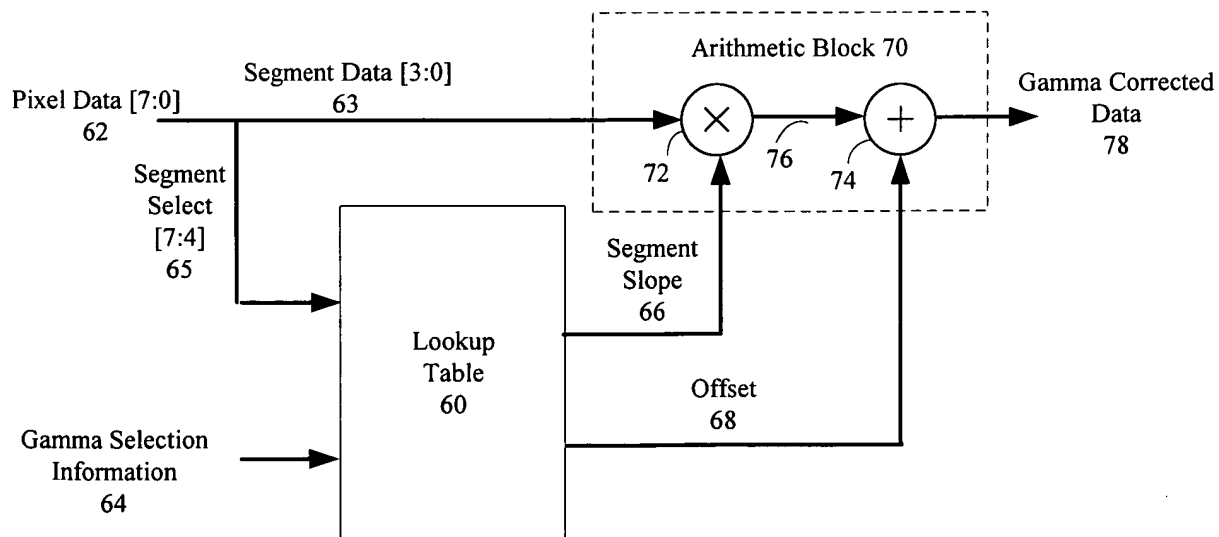 Arithmetic Block 70
Segment Data [3:0]
63
Pixel Data [7:0]
62
×
+
72
76
74
Gamma Corrected
Data
78
Segment
Select
[7:4]
65
Segment
Slope
66
Lookup
Table
60
Offset
68
Gamma Selection
Information
64